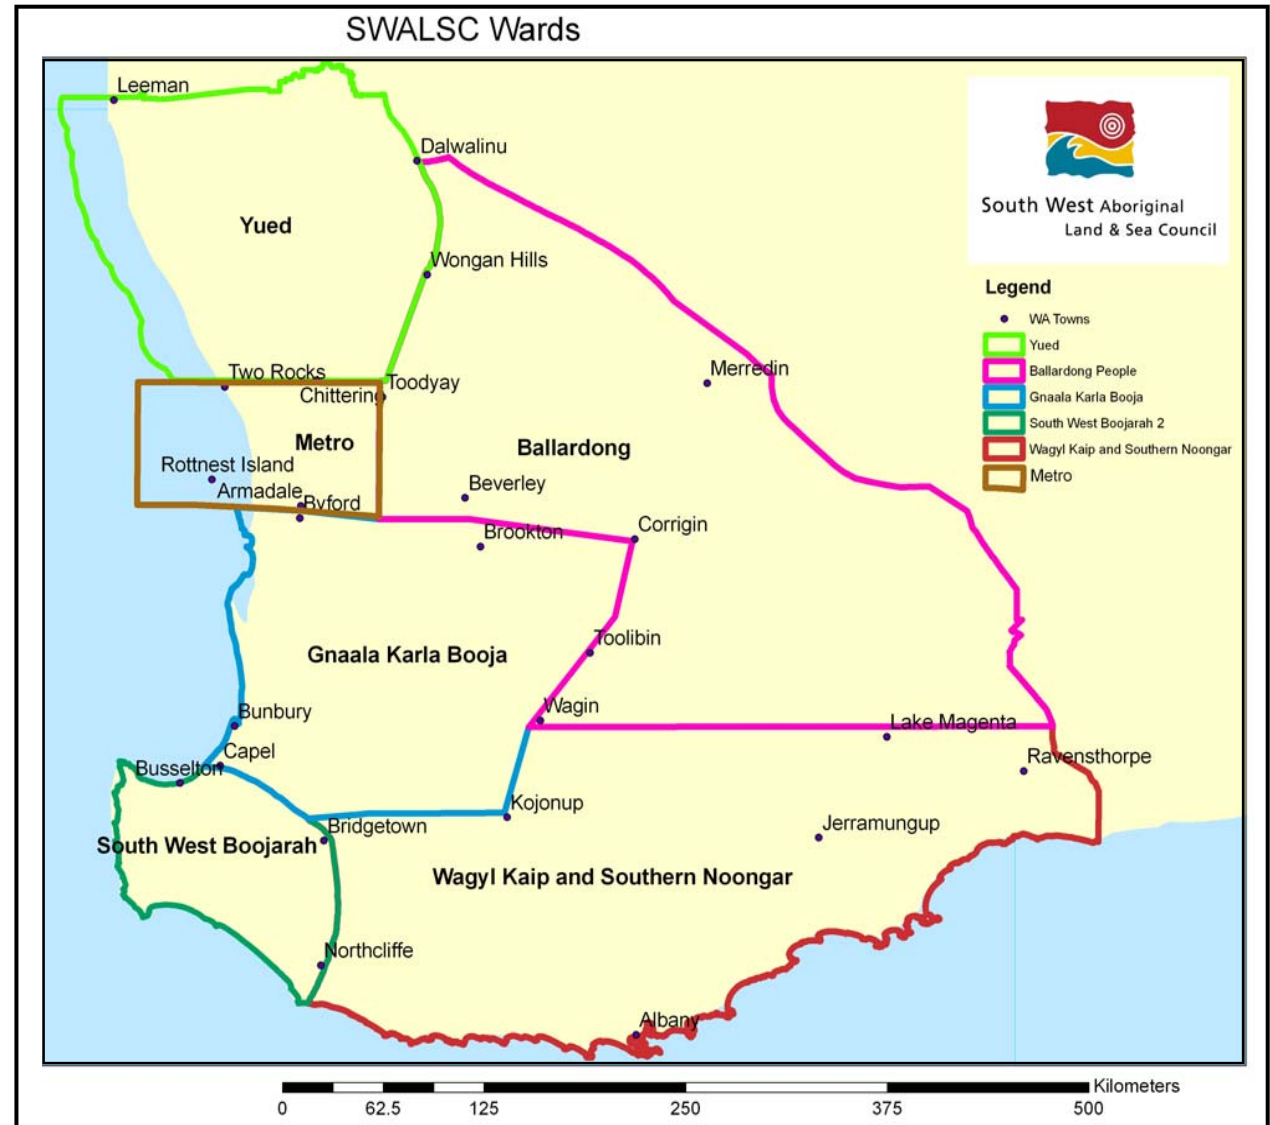 SWALSC Wards
Leeman
Dalwalinu
South West Aboriginal
Land & Sea Council
Yued
Wongan Hills
Legend
WA Towns
Yued
Ballardong People
Gnaala Karla Booja
South West Boojarah 2
Wagyl Kaip and Southern Noongar
Metro
Two Rocks
Chittering
Toodyay
Merredin
Metro
Ballardong
Rottnest Island
Armadale
Byford
Beverley
Brookton
Corrigin
Toolibin
Gnaala Karla Booja
Wagin
Bunbury
Lake Magenta
Capel
Busselton
Ravensthorpe
Kojonup
Bridgetown
Jerramungup
South West Boojarah
Wagyl Kaip and Southern Noongar
Northcliffe
Albany
Kilometers
0 62.5 125 250 375 500